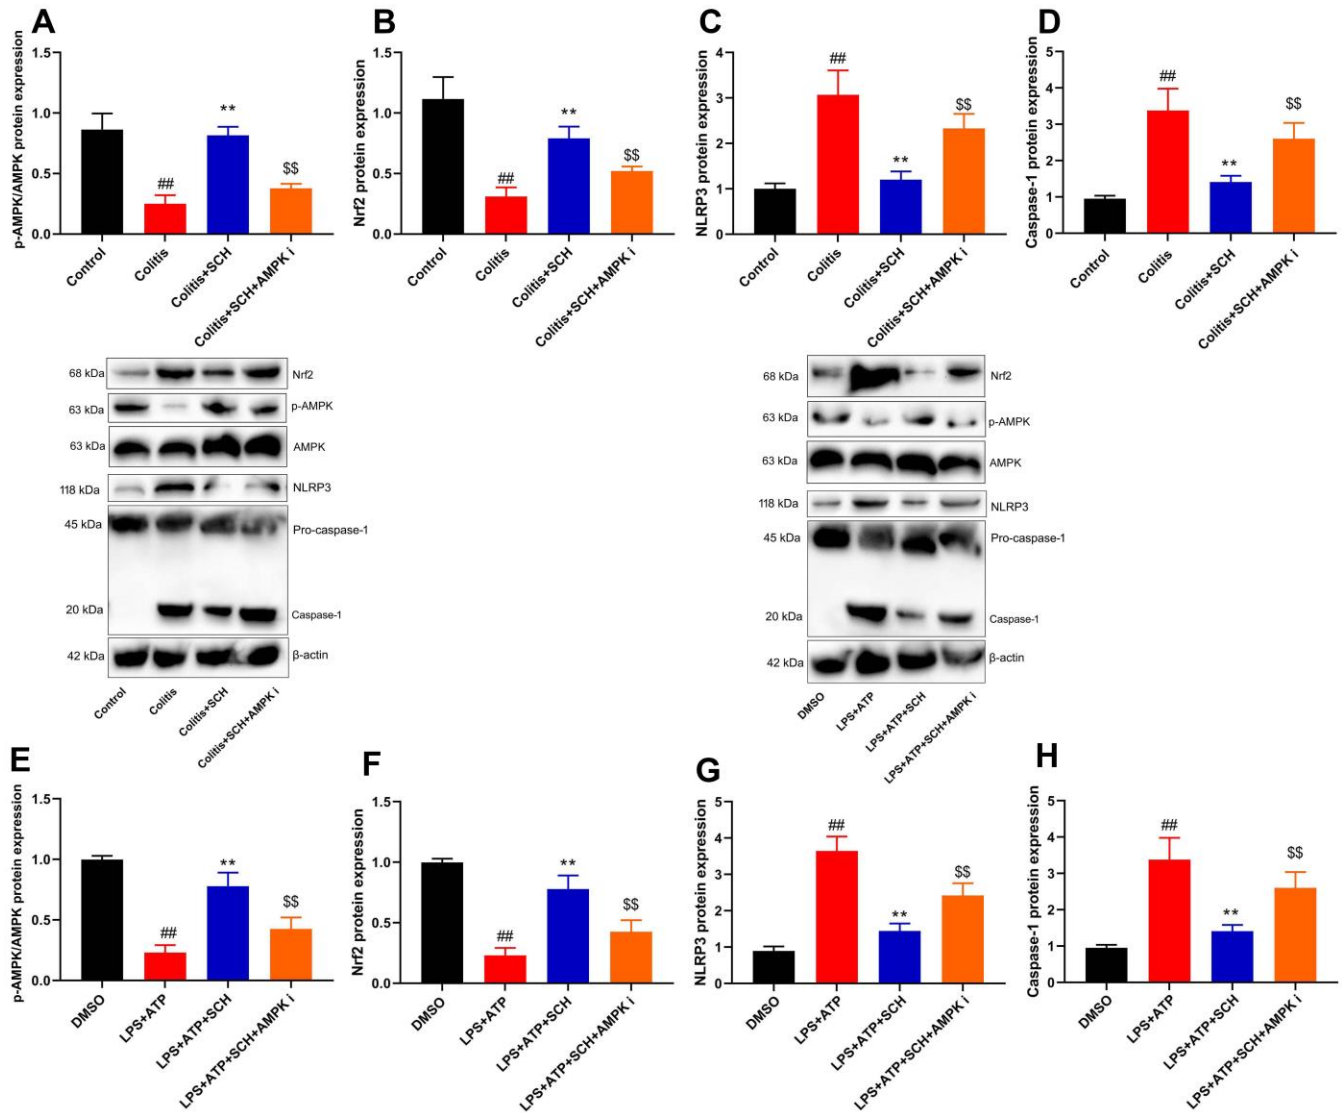 A
p-AMPK/AMPK protein expression
1.5
1.0
0.5
0.0
##
**
$$
Control
Colitis
Colitis+SCH
Colitis+SCH+AMPK i
B
Nrf2 protein expression
1.5
1.0
0.5
0.0
##
**
$$
Control
Colitis
Colitis+SCH
Colitis+SCH+AMPK i
C
NLRP3 protein expression
4
3
2
1
0
##
**
$$
Control
Colitis
Colitis+SCH
Colitis+SCH+AMPK i
D
Caspase-1 protein expression
5
4
3
2
1
0
##
**
$$
Control
Colitis
Colitis+SCH
Colitis+SCH+AMPK i
68 kDa Nrf2
63 kDa p-AMPK
63 kDa AMPK
118 kDa NLRP3
45 kDa Pro-caspase-1
20 kDa Caspase-1
42 kDa β-actin
Control
Colitis
Colitis+SCH
Colitis+SCH+AMPK i
68 kDa Nrf2
63 kDa p-AMPK
63 kDa AMPK
118 kDa NLRP3
45 kDa Pro-caspase-1
20 kDa Caspase-1
42 kDa β-actin
DMSO
LPS+ATP
LPS+ATP+SCH
LPS+ATP+SCH+AMPK i
E
p-AMPK/AMPK protein expression
1.5
1.0
0.5
0.0
##
**
$$
DMSO
LPS+ATP
LPS+ATP+SCH
LPS+ATP+SCH+AMPK i
F
Nrf2 protein expression
1.5
1.0
0.5
0.0
##
**
$$
DMSO
LPS+ATP
LPS+ATP+SCH
LPS+ATP+SCH+AMPK i
G
NLRP3 protein expression
5
4
3
2
1
0
##
**
$$
DMSO
LPS+ATP
LPS+ATP+SCH
LPS+ATP+SCH+AMPK i
H
Caspase-1 protein expression
5
4
3
2
1
0
##
**
$$
DMSO
LPS+ATP
LPS+ATP+SCH
LPS+ATP+SCH+AMPK i